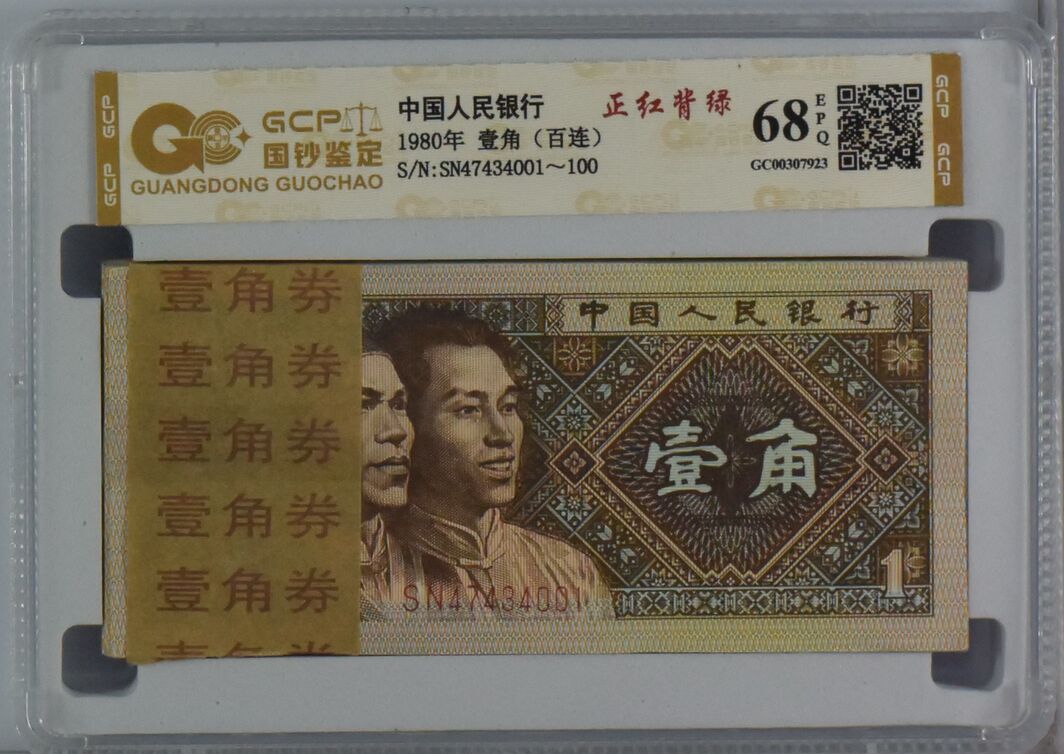 GCP GCP
GCP
国钞鉴定
GUANGDONG GUOCHAO
中国人民银行
1980年 壹角（百连）
S/N:SN47434001～100
正红背绿
68
EPQ
GC00307923
GCP GCP
壹角券
壹角券
壹角券
壹角券
壹角券
中国人民银行
壹角
1
SN47434001